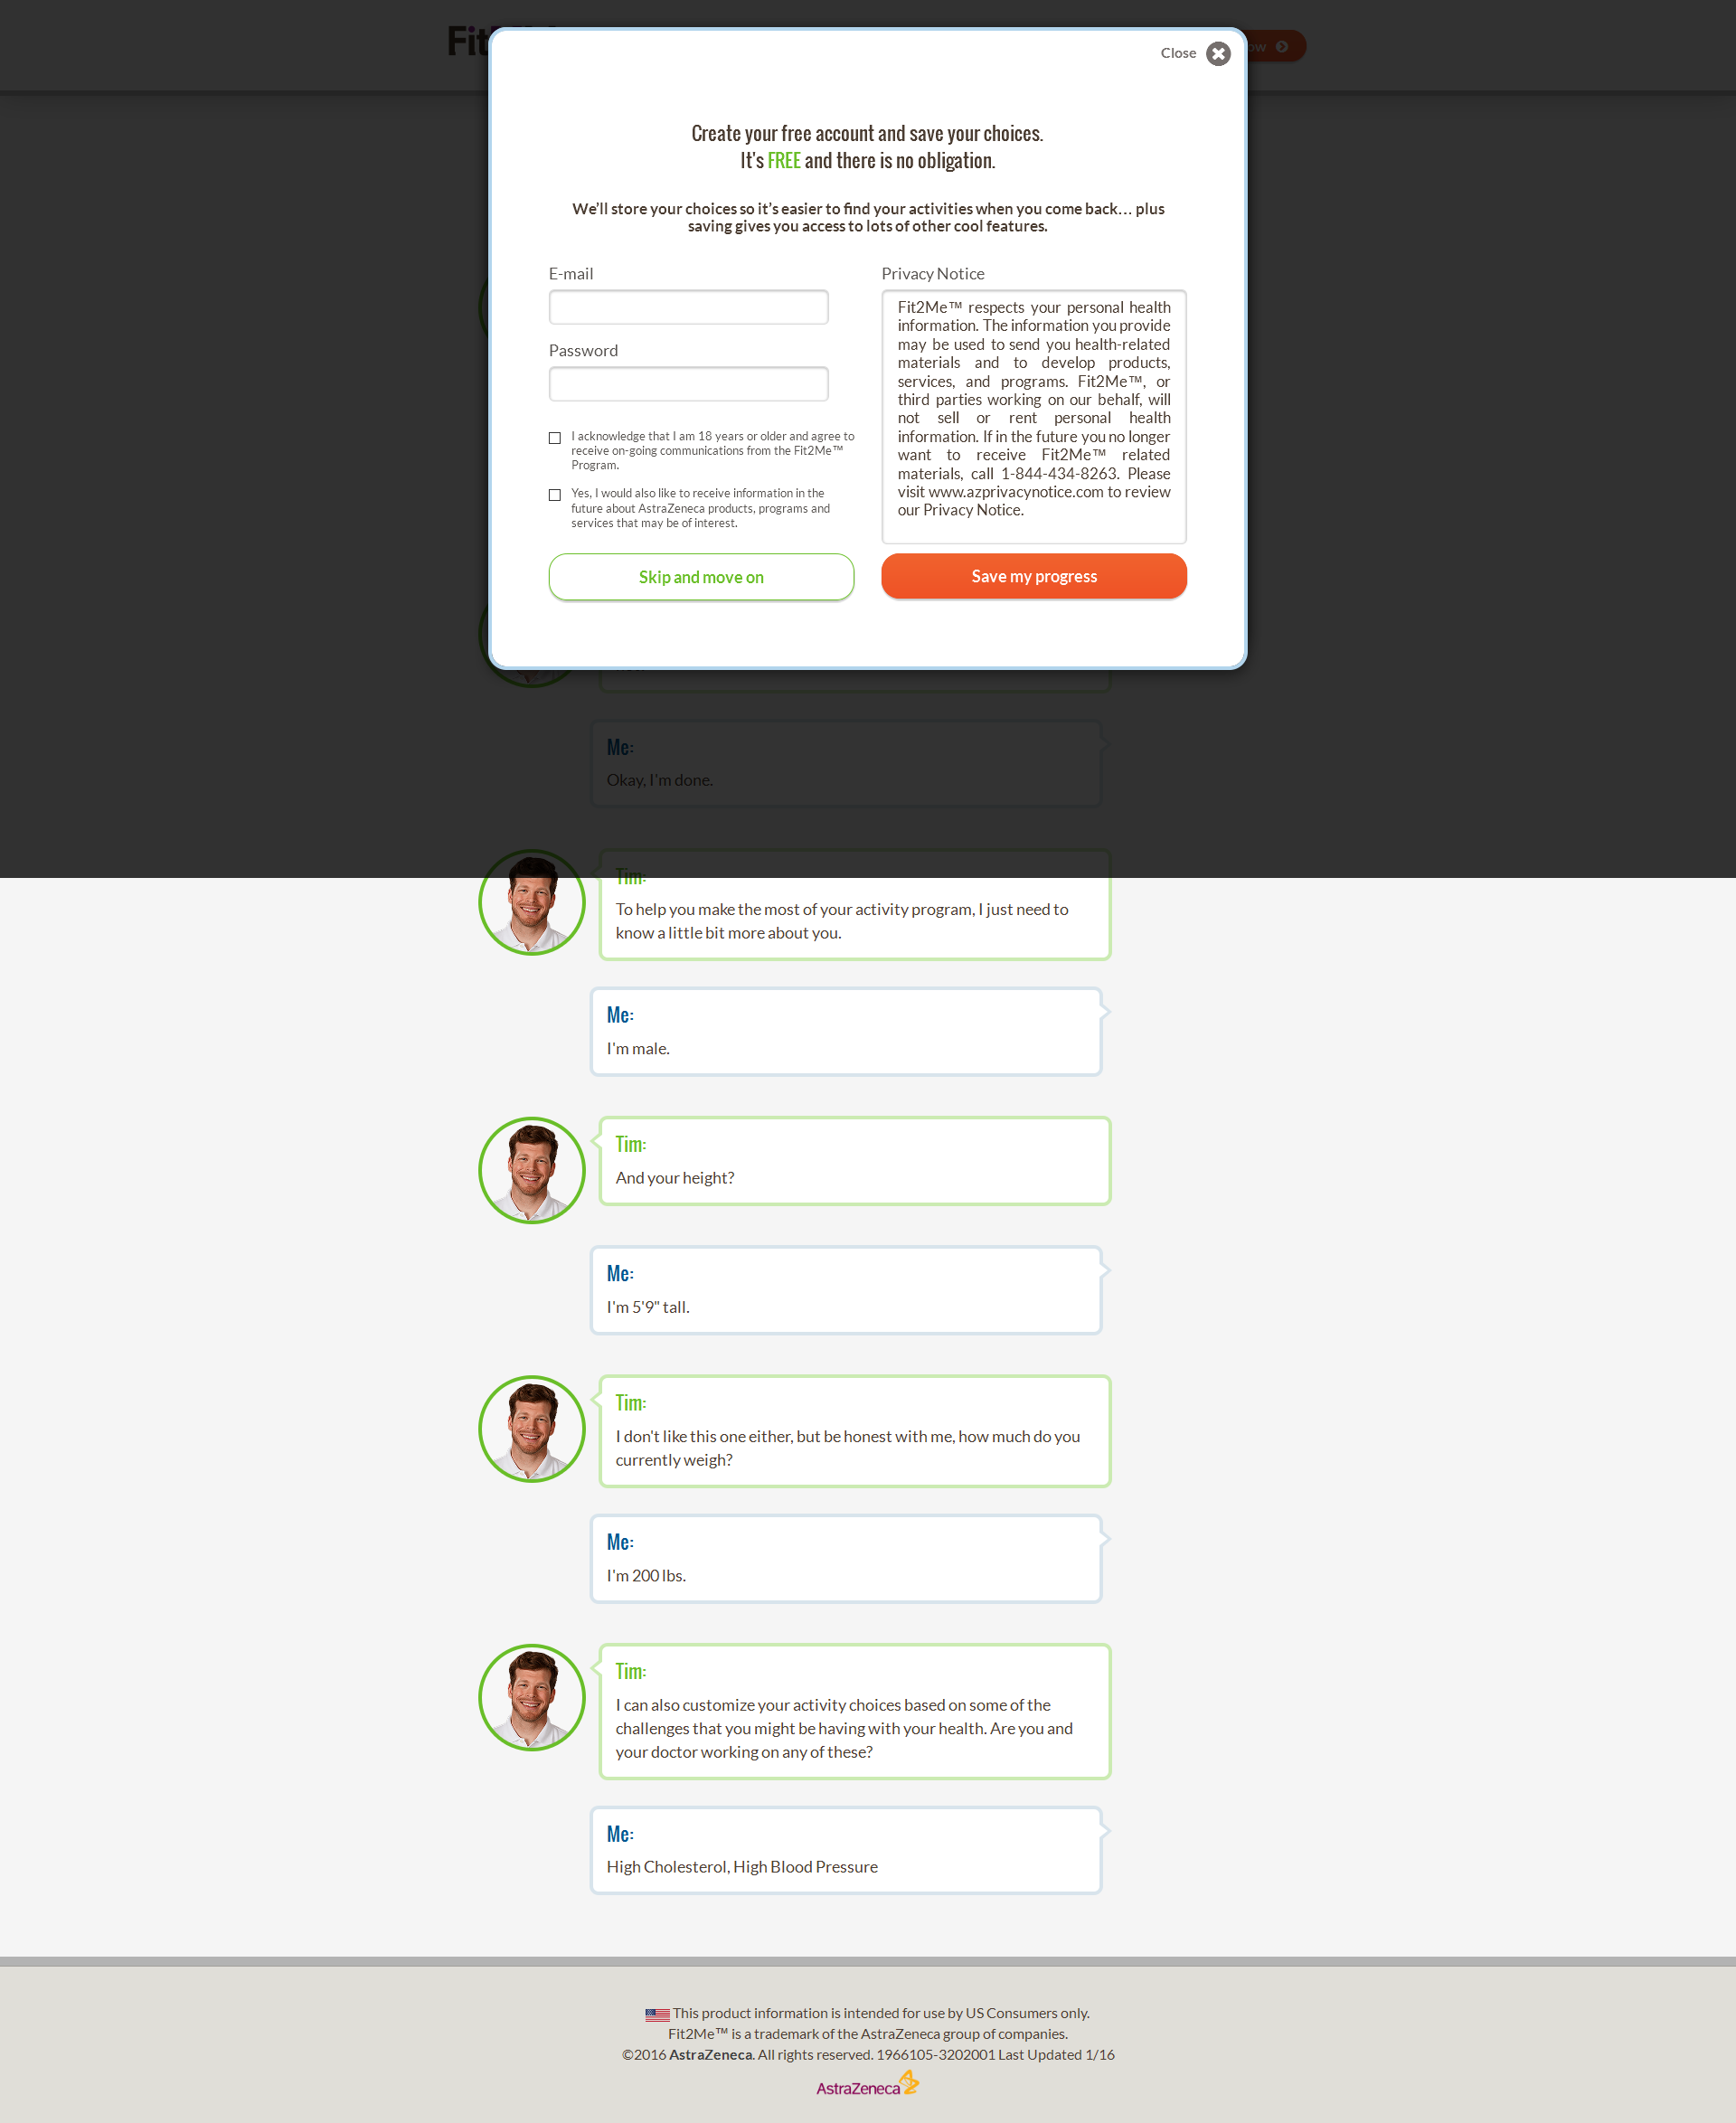 Fit
ow
Close
Create your free account and save your choices.
It's FREE and there is no obligation.
We'll store your choices so it's easier to find your activities when you come back… plus
saving gives you access to lots of other cool features.
E-mail
Password
I acknowledge that I am 18 years or older and agree to
receive on-going communications from the Fit2Me™
Program.
Yes, I would also like to receive information in the
future about AstraZeneca products, programs and
services that may be of interest.
Skip and move on
Privacy Notice
Fit2Me™ respects your personal health
information. The information you provide
may be used to send you health-related
materials and to develop products,
services, and programs. Fit2Me™, or
third parties working on our behalf, will
not sell or rent personal health
information. If in the future you no longer
want to receive Fit2Me™ related
materials, call 1-844-434-8263. Please
visit www.azprivacynotice.com to review
our Privacy Notice.
Save my progress
Me:
Okay, I'm done.
Tim:
To help you make the most of your activity program, I just need to
know a little bit more about you.
Me:
I'm male.
Tim:
And your height?
Me:
I'm 5'9" tall.
Tim:
I don't like this one either, but be honest with me, how much do you
currently weigh?
Me:
I'm 200 lbs.
Tim:
I can also customize your activity choices based on some of the
challenges that you might be having with your health. Are you and
your doctor working on any of these?
Me:
High Cholesterol, High Blood Pressure
This product information is intended for use by US Consumers only.
Fit2Me™ is a trademark of the AstraZeneca group of companies.
©2016 AstraZeneca. All rights reserved. 1966105-3202001 Last Updated 1/16
AstraZeneca